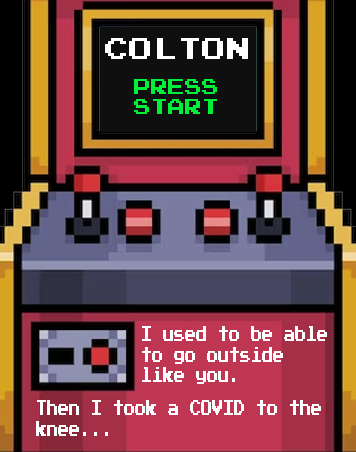 COLTON
PRESS
START
I used to be able
to go outside
like you.
Then I took a COVID to the
knee...